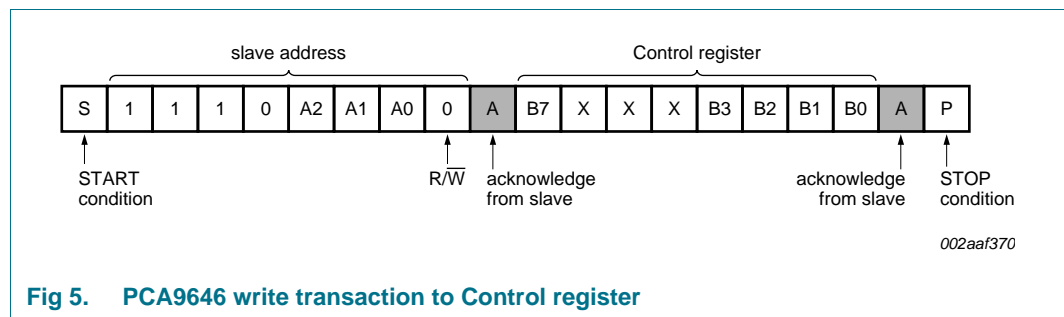 slave address Control register
S 1 1 1 0 A2 A1 A0 0 A B7 X X X B3 B2 B1 B0 A P
START condition
R/W̅
acknowledge from slave
acknowledge from slave
STOP condition
002aaf370
Fig 5. PCA9646 write transaction to Control register